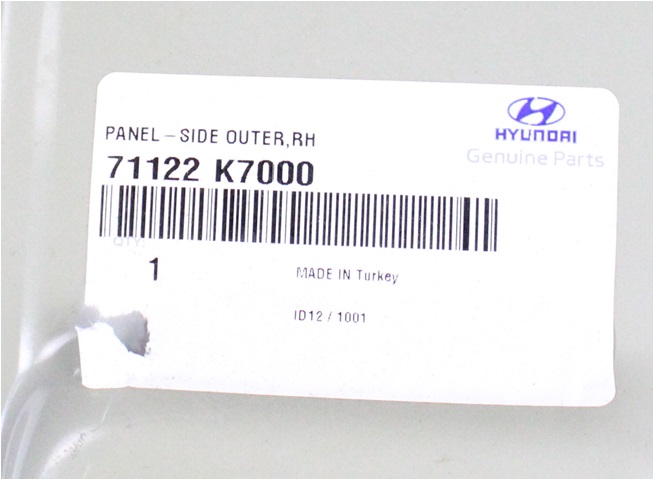 HYUNDAI
Genuine Parts
PANEL - SIDE OUTER,RH
71122 K7000
QTY:
1
MADE IN Turkey
ID12 / 1001